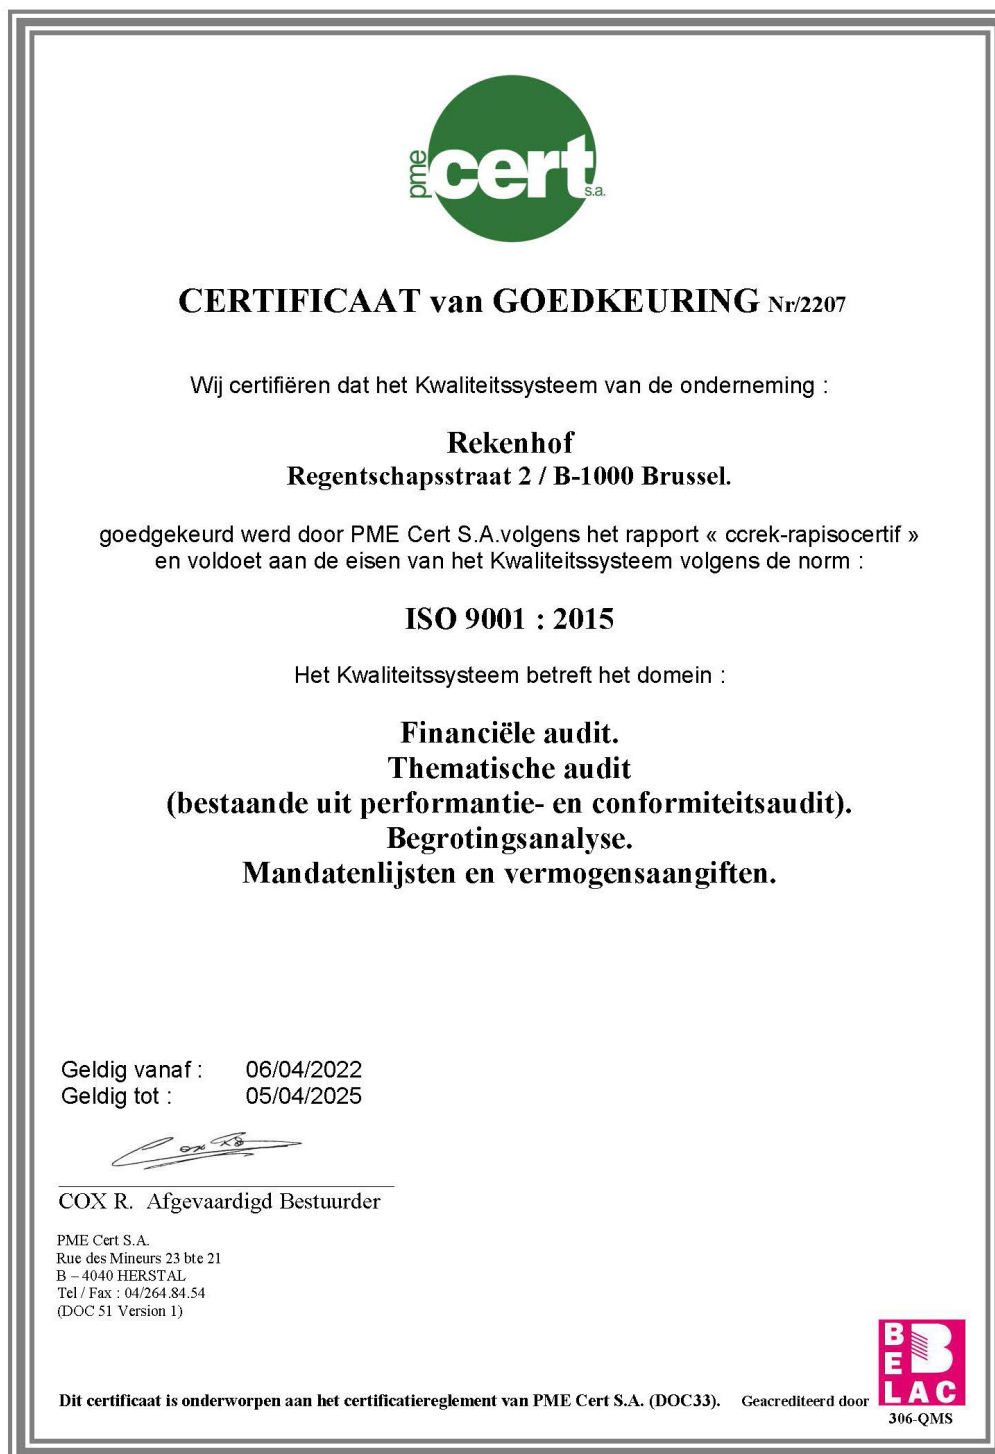 pme cert s.a.
CERTIFICAAT van GOEDKEURING Nr/2207
Wij certifiëren dat het Kwaliteitssysteem van de onderneming :
Rekenhof
Regentschapsstraat 2 / B-1000 Brussel.
goedgekeurd werd door PME Cert S.A.volgens het rapport « ccrek-rapisocertif »
en voldoet aan de eisen van het Kwaliteitssysteem volgens de norm :
ISO 9001 : 2015
Het Kwaliteitssysteem betreft het domein :
Financiële audit.
Thematische audit
(bestaande uit performantie- en conformiteitsaudit).
Begrotingsanalyse.
Mandatenlijsten en vermogensaangiften.
Geldig vanaf : 06/04/2022
Geldig tot : 05/04/2025
COX R. Afgevaardigd Bestuurder
PME Cert S.A.
Rue des Mineurs 23 bte 21
B – 4040 HERSTAL
Tel / Fax : 04/264.84.54
(DOC 51 Version 1)
Dit certificaat is onderworpen aan het certificatiereglement van PME Cert S.A. (DOC33). Geacrediteerd door
BELAC
306-QMS